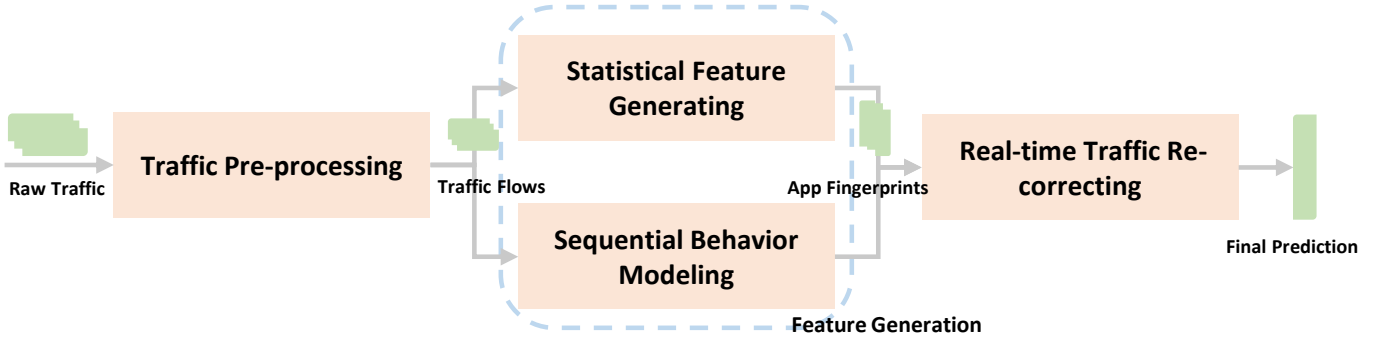 Raw Traffic
Traffic Pre-processing
Traffic Flows
Statistical Feature
Generating
Sequential Behavior
Modeling
Feature Generation
App Fingerprints
Real-time Traffic Re-
correcting
Final Prediction